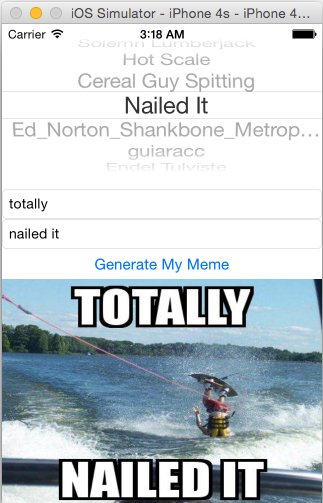 iOS Simulator - iPhone 4s - iPhone 4...
Carrier 3:18 AM
Solemn Lumberjack
Hot Scale
Cereal Guy Spitting
Nailed It
Ed_Norton_Shankbone_Metrop...
guiaracc
Endel Tulviste
totally
nailed it
Generate My Meme
TOTALLY
NAILED IT